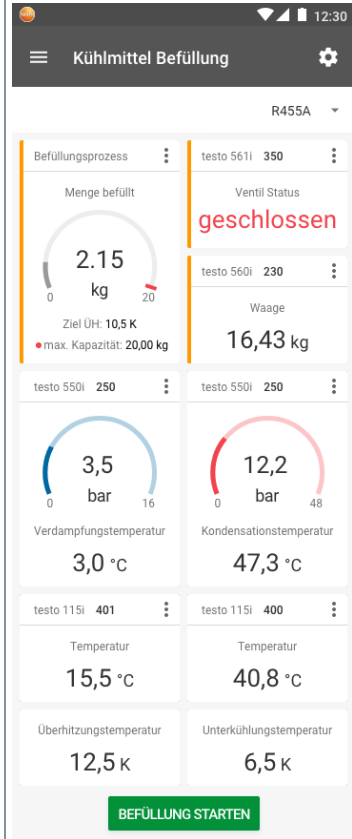 12:30
Kühlmittel Befüllung
R455A
Befüllungsprozess
Menge befüllt
2.15
kg
0 20
Ziel ÜH: 10,5 K
max. Kapazität: 20,00 kg
testo 561i 350
Ventil Status
geschlossen
testo 560i 230
Waage
16,43 kg
testo 550i 250
3,5
bar
0 16
Verdampfungstemperatur
3,0 °C
testo 550i 250
12,2
bar
0 48
Kondensationstemperatur
47,3 °C
testo 115i 401
Temperatur
15,5 °C
testo 115i 400
Temperatur
40,8 °C
Überhitzungstemperatur
12,5 K
Unterkühlungstemperatur
6,5 K
BEFÜLLUNG STARTEN